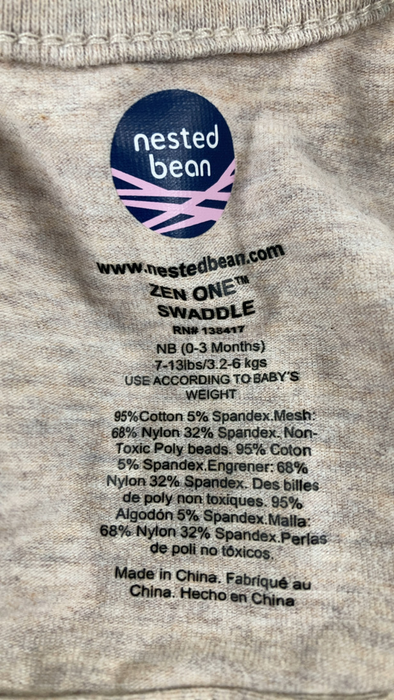 nested
bean
www.nestedbean.com
ZEN ONE™
SWADDLE
RN# 138417
NB (0-3 Months)
7-13lbs/3.2-6 kgs
USE ACCORDING TO BABY'S
WEIGHT
95%Cotton 5% Spandex.Mesh:
68% Nylon 32% Spandex. Non-
Toxic Poly beads. 95% Coton
5% Spandex.Engrener: 68%
Nylon 32% Spandex. Des billes
de poly non toxiques. 95%
Algodón 5% Spandex.Malla:
68% Nylon 32% Spandex.Perlas
de poli no tóxicos.
Made in China. Fabriqué au
China. Hecho en China